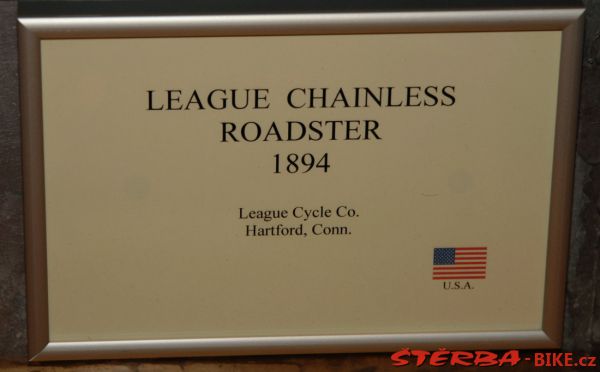 LEAGUE CHAINLESS
ROADSTER
1894
League Cycle Co.
Hartford, Conn.
U.S.A.
ŠTĚRBA-BIKE.cz